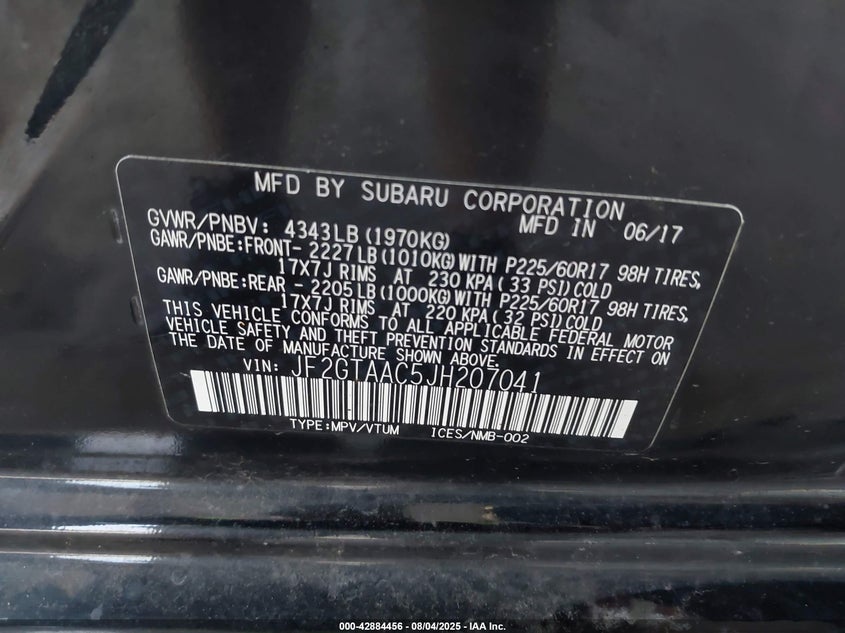 MFD BY SUBARU CORPORATION
MFD IN 06/17
GVWR/PNBV: 4343LB(1970KG)
GAWR/PNBE:FRONT- 2227LB(1010KG)WITH P225/60R17 98H TIRES,
17X7J RIMS AT 230 KPA(33 PSI)COLD
GAWR/PNBE:REAR - 2205LB(1000KG)WITH P225/60R17 98H TIRES,
17X7J RIMS AT 220 KPA(32 PSI)COLD
THIS VEHICLE CONFORMS TO ALL APPLICABLE FEDERAL MOTOR
VEHICLE SAFETY AND THEFT PREVENTION STANDARDS IN EFFECT ON
THE DATE OF MANUFACTURE SHOWN ABOVE.
VIN: JF2GTAAC5JH207041
TYPE:MPV/VTUM ICES/NMB-002
000-42884456 - 08/04/2025 - IAA Inc.